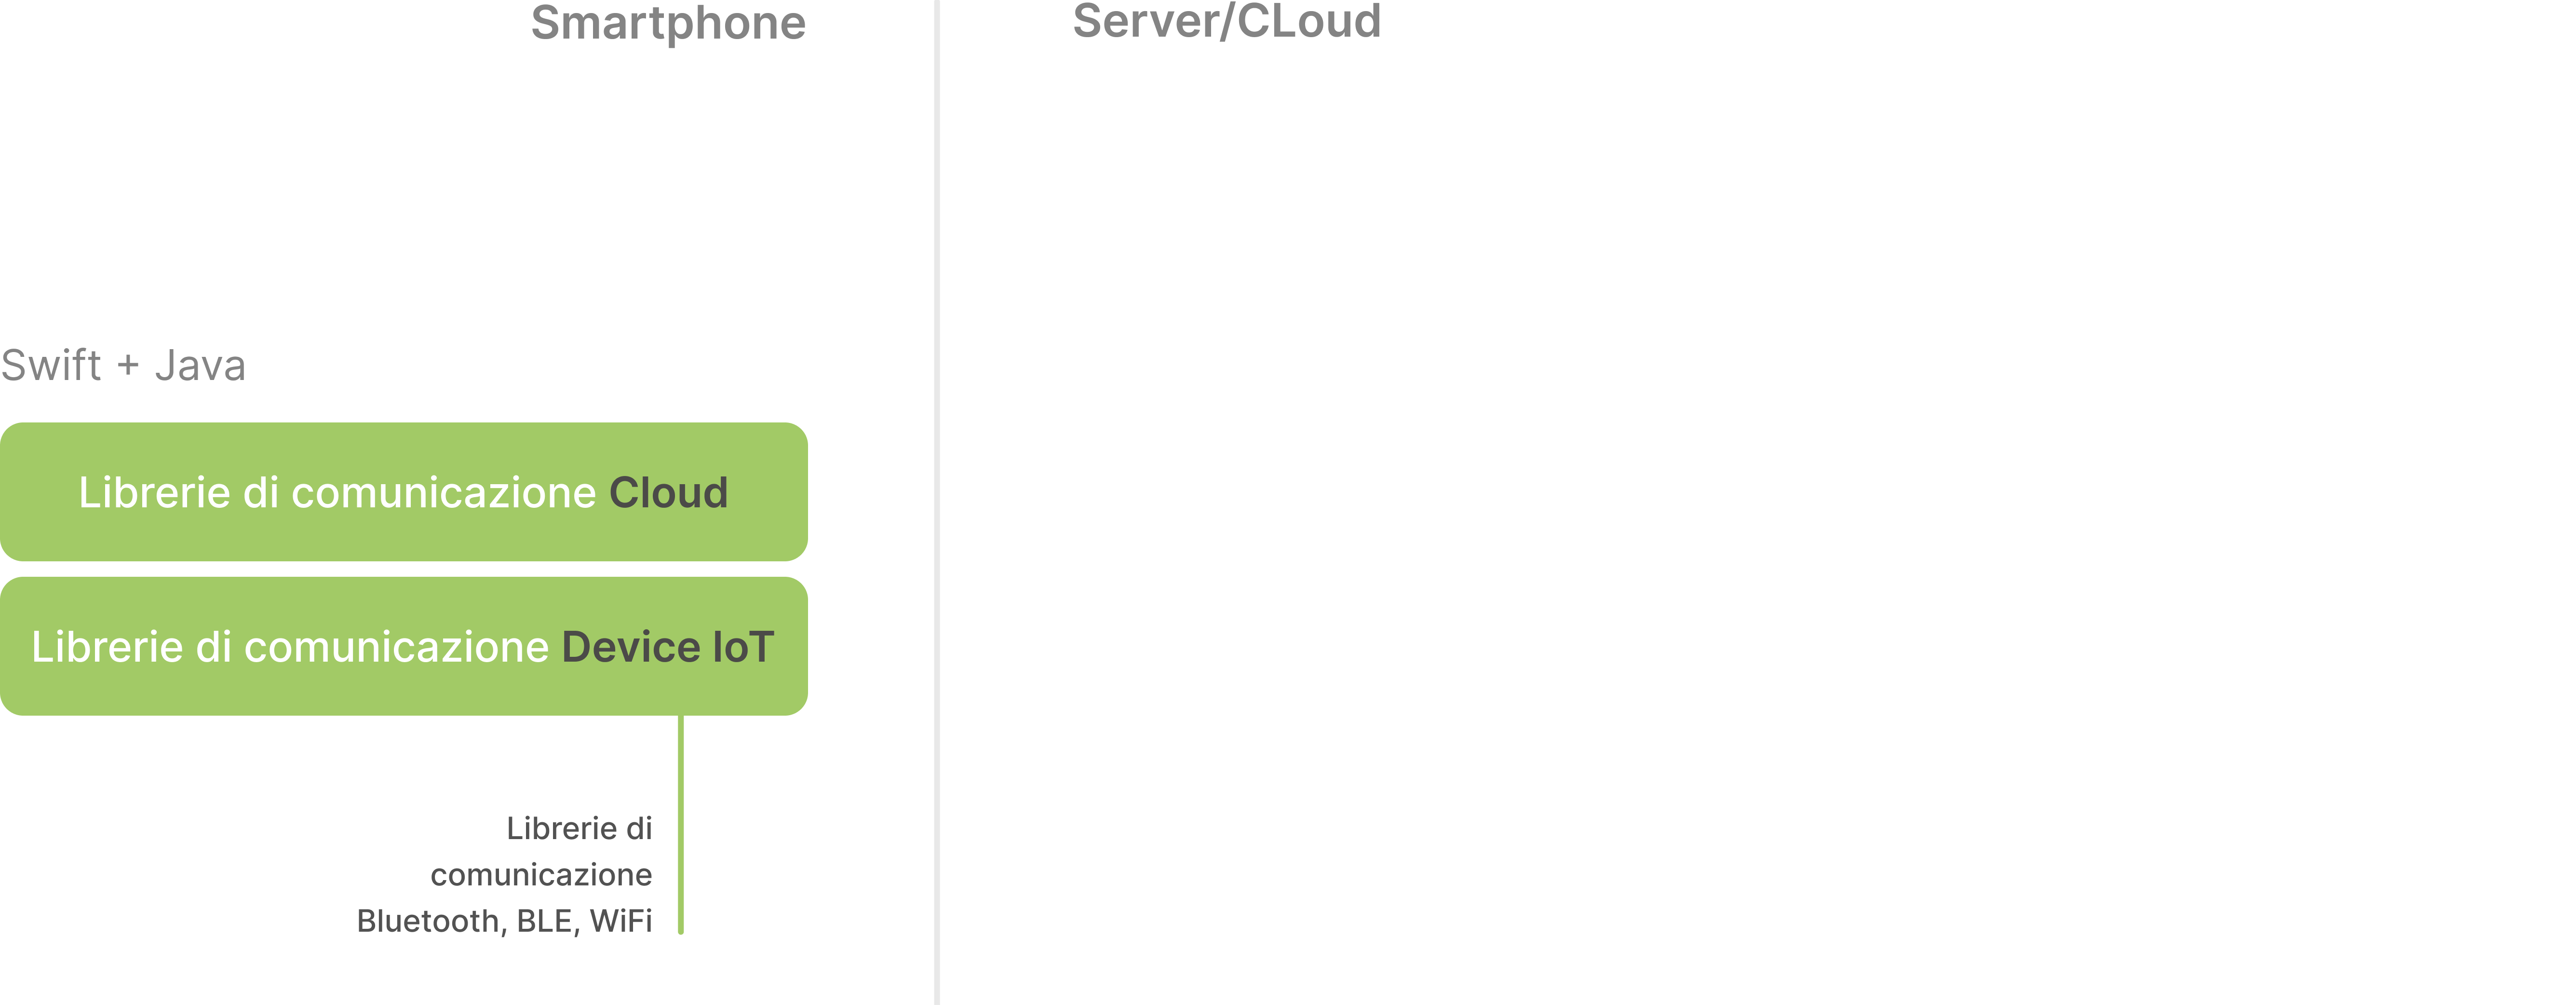 Smartphone
Server/CLoud
Swift + Java
Librerie di comunicazione Cloud
Librerie di comunicazione Device IoT
Librerie di
comunicazione
Bluetooth, BLE, WiFi